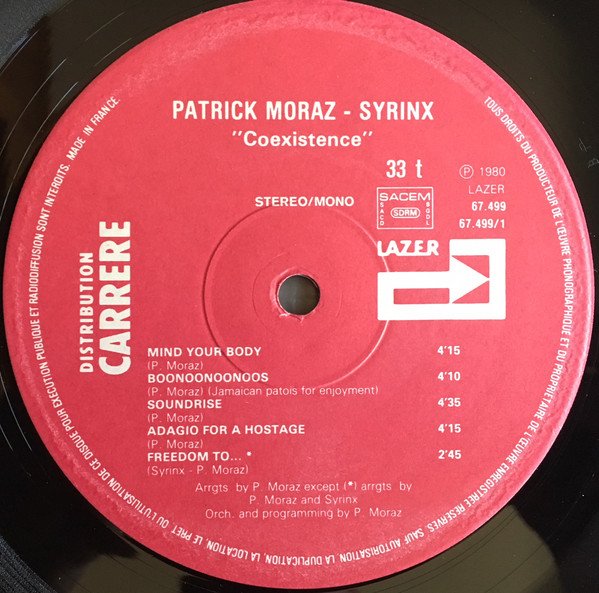 PATRICK MORAZ - SYRINX
"Coexistence"
33 t
Ⓟ 1980
LAZER
67.499
67.499/1
STEREO/MONO
SACEM
SACD
SDRM
SGDL
LAZER
DISTRIBUTION
CARRERE
MIND YOUR BODY 4'15
(P. Moraz)
BOONOONOONOOS 4'10
(P. Moraz) (Jamaican patois for enjoyment)
SOUNDRISE 4'35
(P. Moraz)
ADAGIO FOR A HOSTAGE 4'15
(P. Moraz)
FREEDOM TO... * 2'45
(Syrinx - P. Moraz)
Arrgts by P. Moraz except (*) arrgts by
P. Moraz and Syrinx
Orch. and programming by P. Moraz
TOUS DROITS DU PRODUCTEUR DE L'ŒUVRE PHONOGRAPHIQUE ET DU PROPRIETAIRE DE L'ŒUVRE ENREGISTREE RESERVES. SAUF AUTORISATION, LA DUPLICATION, LA LOCATION, LE PRET OU L'UTILISATION DE CE DISQUE POUR EXECUTION PUBLIQUE ET RADIODIFFUSION SONT INTERDITS. MADE IN FRANCE.